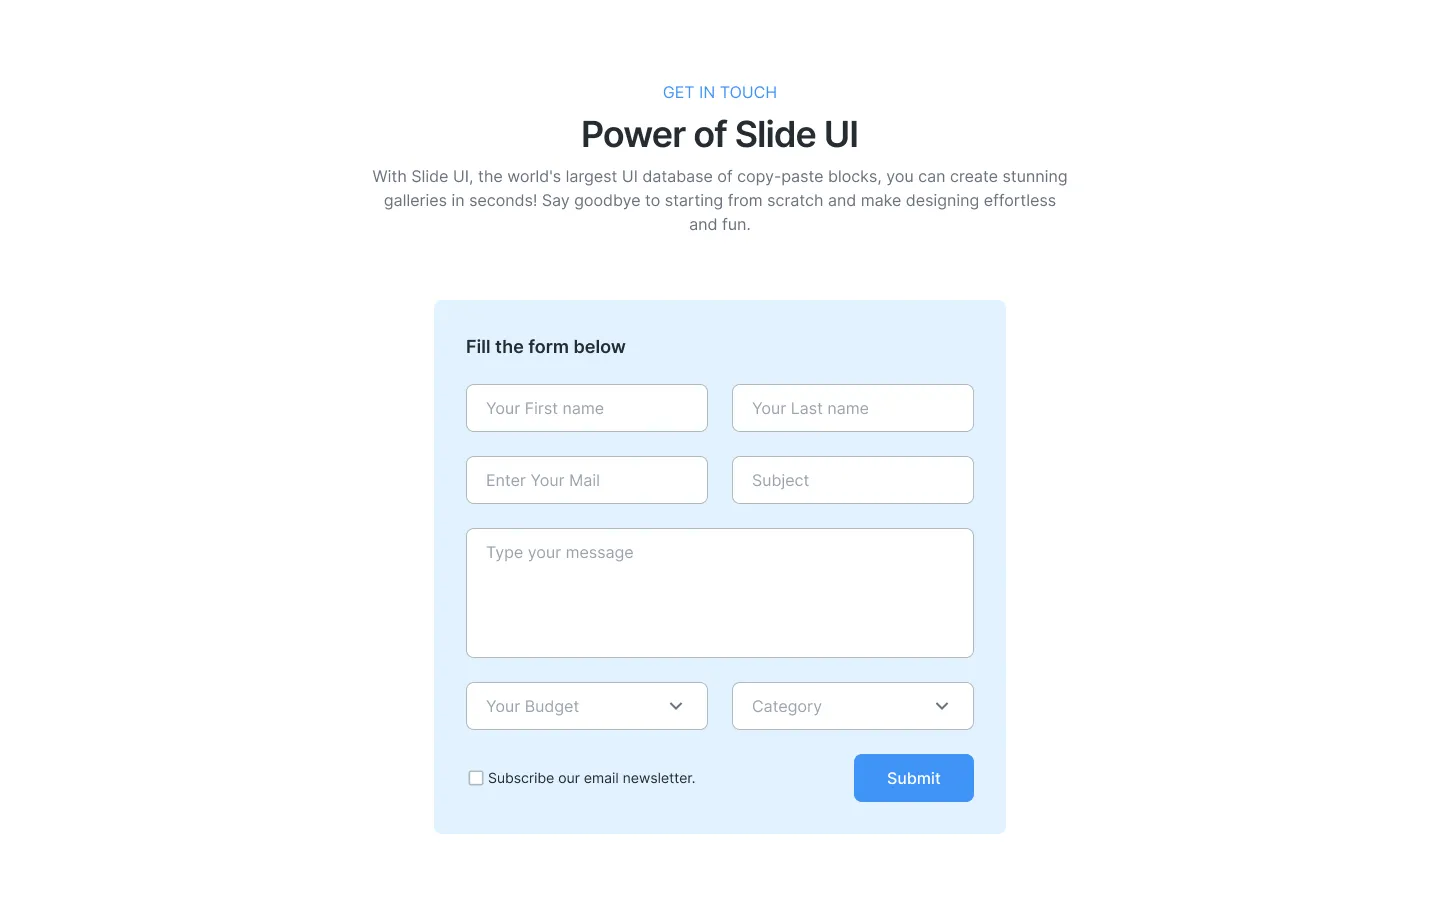 GET IN TOUCH
Power of Slide UI
With Slide UI, the world's largest UI database of copy-paste blocks, you can create stunning
galleries in seconds! Say goodbye to starting from scratch and make designing effortless
and fun.
Fill the form below
Your First name
Your Last name
Enter Your Mail
Subject
Type your message
Your Budget
Category
Subscribe our email newsletter.
Submit